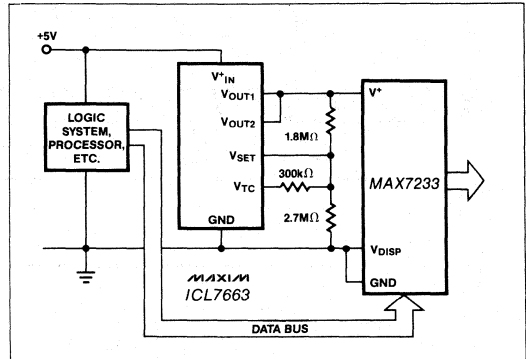 +5V
V+IN
VOUT1
VOUT2
VSET
VTC
GND
LOGIC
SYSTEM,
PROCESSOR,
ETC.
1.8MΩ
300kΩ
2.7MΩ
V+
MAX7233
VDISP
GND
MAXIM
ICL7663
DATA BUS